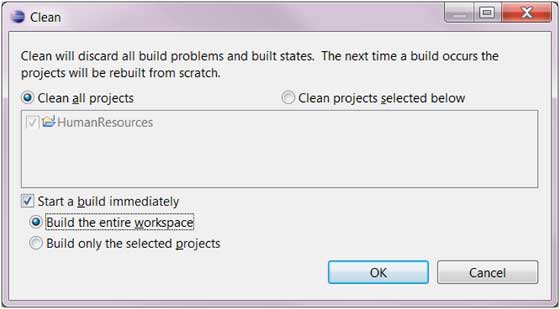 Clean
Clean will discard all build problems and built states.  The next time a build occurs the
projects will be rebuilt from scratch.
Clean all projects
Clean projects selected below
HumanResources
Start a build immediately
Build the entire workspace
Build only the selected projects
OK
Cancel